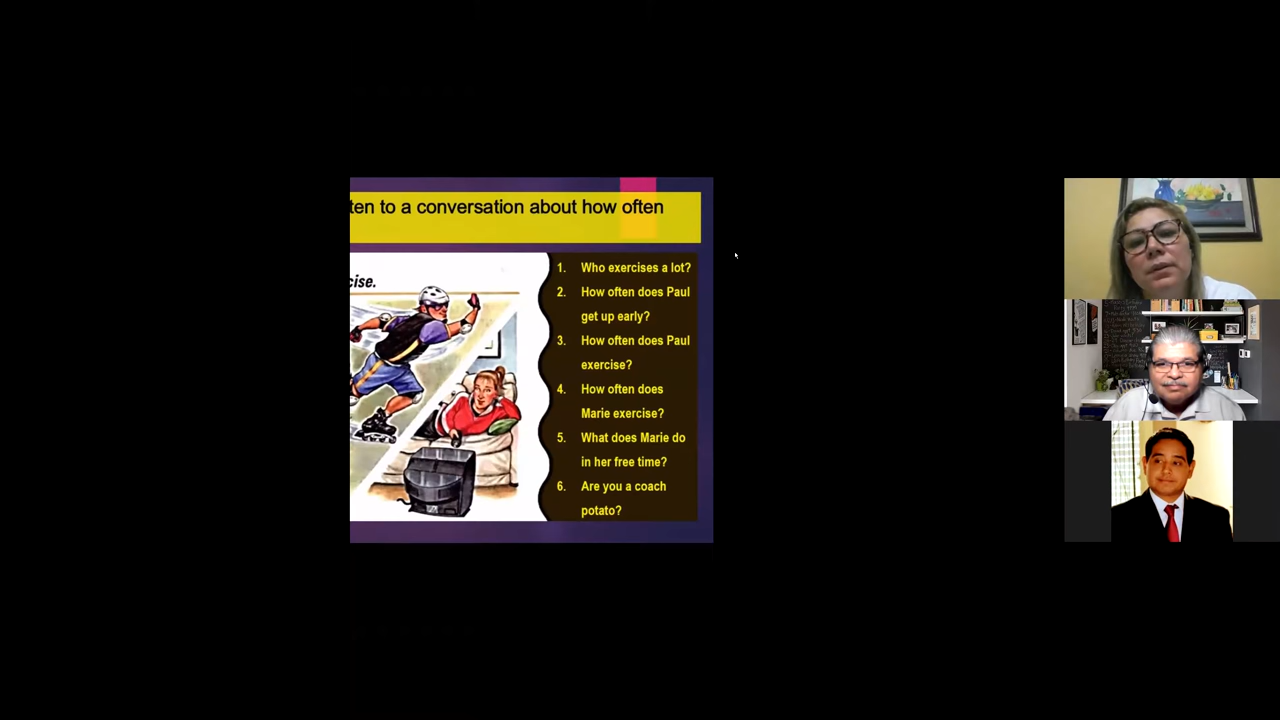 ten to a conversation about how often
cise.
1. Who exercises a lot?
2. How often does Paul
get up early?
3. How often does Paul
exercise?
4. How often does
Marie exercise?
5. What does Marie do
in her free time?
6. Are you a coach
potato?